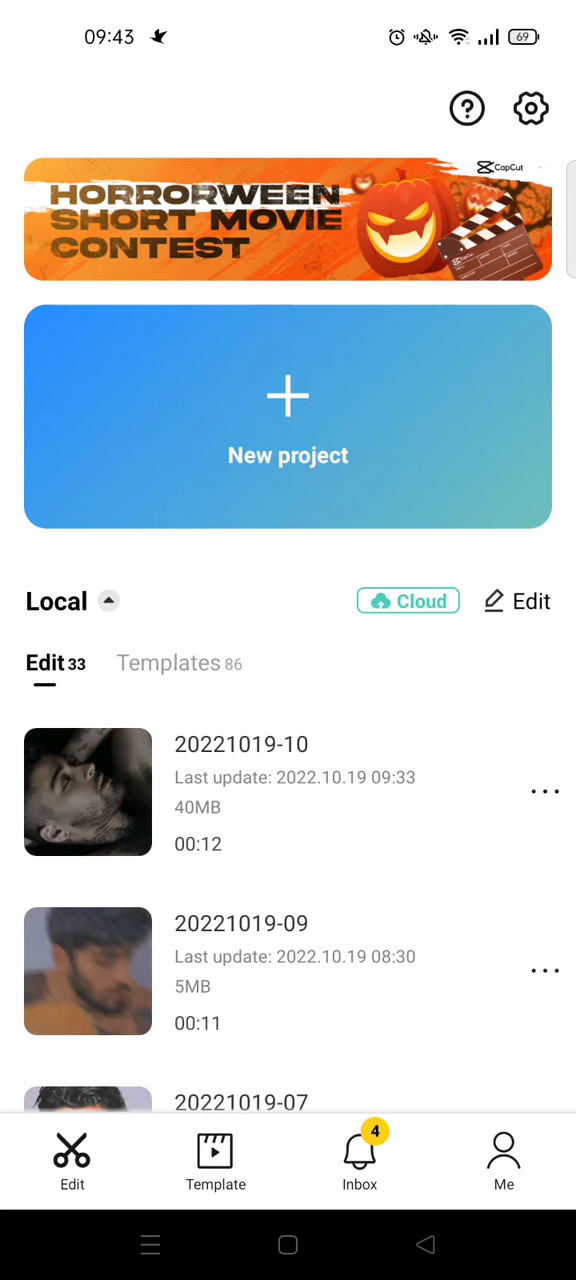 09:43
69
CapCut
HORRORWEEN
SHORT MOVIE
CONTEST
New project
Local
Cloud
Edit
Edit 33
Templates 86
20221019-10
Last update: 2022.10.19 09:33
40MB
00:12
20221019-09
Last update: 2022.10.19 08:30
5MB
00:11
20221019-07
4
Edit
Template
Inbox
Me